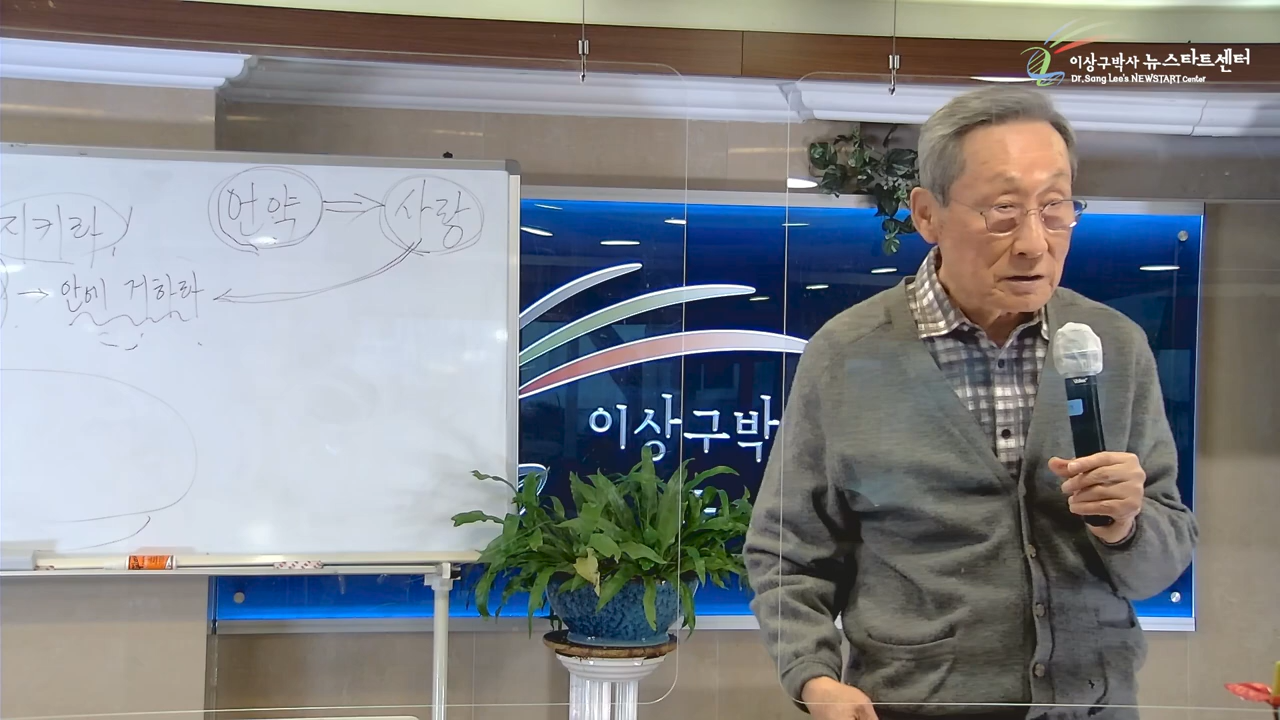 이상구박사 뉴스타트센터
Dr. Sang Lee's NEWSTART Center
지키라! 언약 ⇒ 사랑
→ 안에 거하라
이상구박